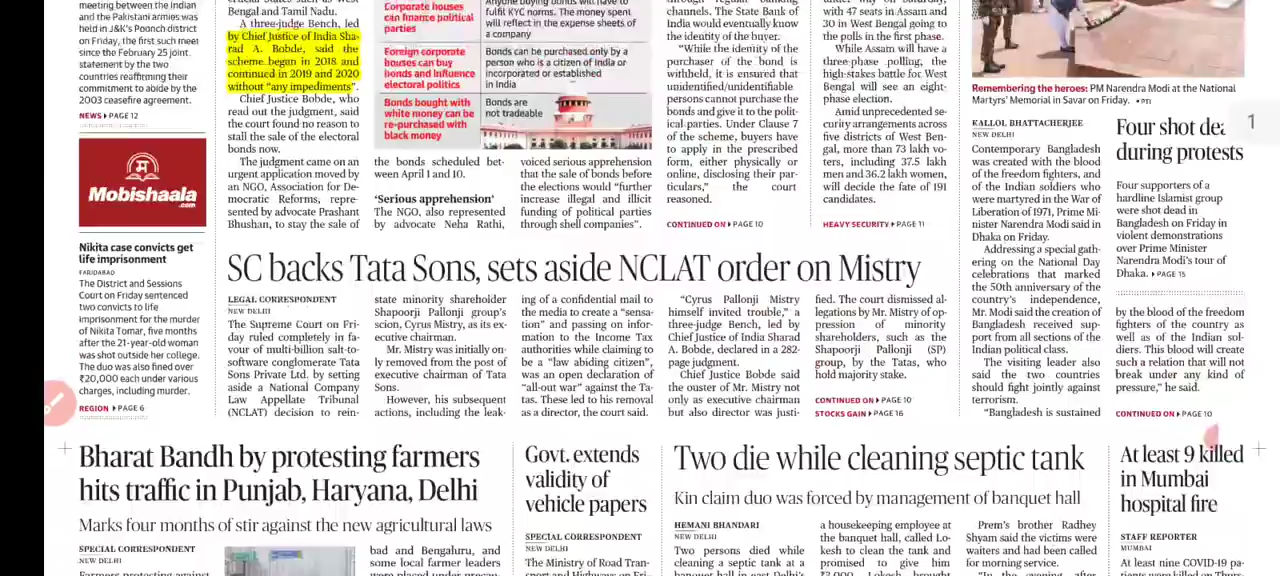 meeting between the Indian
and the Pakistani armies was
held in J&K's Poonch district
on Friday, the first such meet
since the February 25 joint
statement by the two
countries reaffirming their
commitment to abide by the
2003 ceasefire agreement.
NEWS ▸ PAGE 12
Mobishaala
.com
Nikita case convicts get
life imprisonment
FARIDABAD
The District and Sessions
Court on Friday sentenced
two convicts to life
imprisonment for the murder
of Nikita Tomar, five months
after the 21-year-old woman
was shot outside her college.
The duo was also fined over
₹20,000 each under various
charges, including murder.
REGION ▸ PAGE 6
Bengal and Tamil Nadu.
A three-judge Bench, led
by Chief Justice of India Sha-
rad A. Bobde, said the
scheme began in 2018 and
continued in 2019 and 2020
without “any impediments”.
Chief Justice Bobde, who
read out the judgment, said
the court found no reason to
stall the sale of the electoral
bonds now.
The judgment came on an
urgent application moved by
an NGO, Association for De-
mocratic Reforms, repre-
sented by advocate Prashant
Bhushan, to stay the sale of
Corporate houses
can finance political
parties
Anyone buying bonds will have to
fulfil KYC norms. The money spent
will reflect in the expense sheets of
a company
Foreign corporate
houses can buy
bonds and influence
electoral politics
Bonds can be purchased only by a
person who is a citizen of India or
incorporated or established
in India
Bonds bought with
white money can be
re-purchased with
black money
Bonds are
not tradeable
the bonds scheduled bet-
ween April 1 and 10.
‘Serious apprehension’
The NGO, also represented
by advocate Neha Rathi,
voiced serious apprehension
that the sale of bonds before
the elections would “further
increase illegal and illicit
funding of political parties
through shell companies”.
channels. The State Bank of
India would eventually know
the identity of the buyer.
“While the identity of the
purchaser of the bond is
withheld, it is ensured that
unidentified/unidentifiable
persons cannot purchase the
bonds and give it to the polit-
ical parties. Under Clause 7
of the scheme, buyers have
to apply in the prescribed
form, either physically or
online, disclosing their par-
ticulars,” the court
reasoned.
CONTINUED ON ▸ PAGE 10
with 47 seats in Assam and
30 in West Bengal going to
the polls in the first phase.
While Assam will have a
three-phase polling, the
high-stakes battle for West
Bengal will see an eight-
phase election.
Amid unprecedented se-
curity arrangements across
five districts of West Ben-
gal, more than 73 lakh vo-
ters, including 37.5 lakh
men and 36.2 lakh women,
will decide the fate of 191
candidates.
HEAVY SECURITY ▸ PAGE 11
SC backs Tata Sons, sets aside NCLAT order on Mistry
LEGAL CORRESPONDENT
NEW DELHI
The Supreme Court on Fri-
day ruled completely in fa-
vour of multi-billion salt-to-
software conglomerate Tata
Sons Private Ltd. by setting
aside a National Company
Law Appellate Tribunal
(NCLAT) decision to rein-
state minority shareholder
Shapoorji Pallonji group's
scion, Cyrus Mistry, as its ex-
ecutive chairman.
Mr. Mistry was initially on-
ly removed from the post of
executive chairman of Tata
Sons.
However, his subsequent
actions, including the leak-
ing of a confidential mail to
the media to create a “sensa-
tion” and passing on infor-
mation to the Income Tax
authorities while claiming to
be a “law abiding citizen”,
was an open declaration of
“all-out war” against the Ta-
tas. These led to his removal
as a director, the court said.
“Cyrus Pallonji Mistry
himself invited trouble,” a
three-judge Bench, led by
Chief Justice of India Sharad
A. Bobde, declared in a 282-
page judgment.
Chief Justice Bobde said
the ouster of Mr. Mistry not
only as executive chairman
but also director was justi-
fied. The court dismissed al-
legations by Mr. Mistry of op-
pression of minority
shareholders, such as the
Shapoorji Pallonji (SP)
group, by the Tatas, who
hold majority stake.
CONTINUED ON ▸ PAGE 10
STOCKS GAIN ▸ PAGE 16
Remembering the heroes: PM Narendra Modi at the National
Martyrs' Memorial in Savar on Friday. • PTI
KALLOL BHATTACHERJEE
NEW DELHI
Contemporary Bangladesh
was created with the blood
of the freedom fighters, and
of the Indian soldiers who
were martyred in the War of
Liberation of 1971, Prime Mi-
nister Narendra Modi said in
Dhaka on Friday.
Addressing a special gath-
ering on the National Day
celebrations that marked
the 50th anniversary of the
country's independence,
Mr. Modi said the creation of
Bangladesh received sup-
port from all sections of the
Indian political class.
The visiting leader also
said the two countries
should fight jointly against
terrorism.
“Bangladesh is sustained
1
Four shot dea
during protests
Four supporters of a
hardline Islamist group
were shot dead in
Bangladesh on Friday in
violent demonstrations
over Prime Minister
Narendra Modi's tour of
Dhaka. ▸ PAGE 15
by the blood of the freedom
fighters of the country as
well as of the Indian sol-
diers. This blood will create
such a relation that will not
break under any kind of
pressure,” he said.
CONTINUED ON ▸ PAGE 10
Bharat Bandh by protesting farmers
hits traffic in Punjab, Haryana, Delhi
Marks four months of stir against the new agricultural laws
SPECIAL CORRESPONDENT
NEW DELHI
Farmers protesting against
bad and Bengaluru, and
some local farmer leaders
were placed under
Govt. extends
validity of
vehicle papers
SPECIAL CORRESPONDENT
NEW DELHI
The Ministry of Road Tran-
sport and Highways on Fri-
Two die while cleaning septic tank
Kin claim duo was forced by management of banquet hall
HEMANI BHANDARI
NEW DELHI
Two persons died while
cleaning a septic tank at a
banquet hall in east Delhi's
a housekeeping employee at
the banquet hall, called Lo-
kesh to clean the tank and
promised to give him
Lokesh brought
Prem's brother Radhey
Shyam said the victims were
waiters and had been called
for morning service.
“In the evening after
At least 9 killed
in Mumbai
hospital fire
STAFF REPORTER
MUMBAI
At least nine COVID-19 pa-
tients were killed